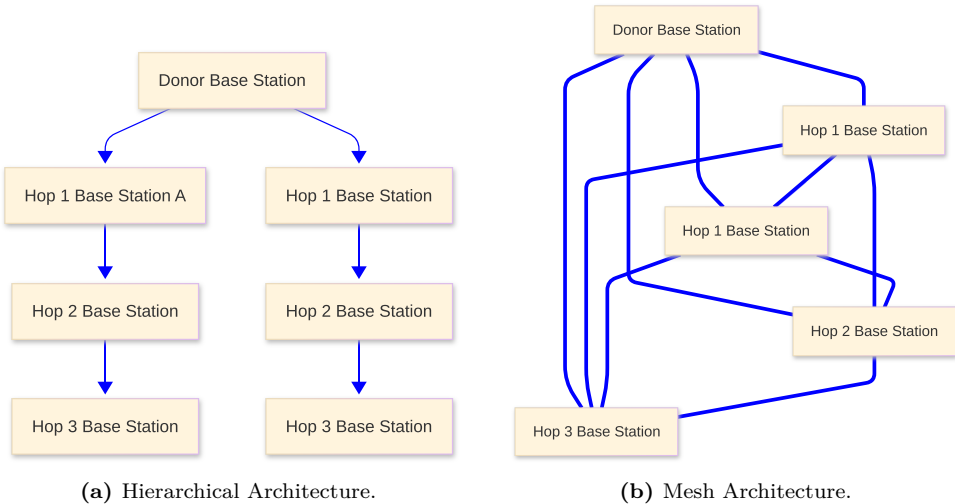 Donor Base Station
Hop 1 Base Station A
Hop 1 Base Station
Hop 2 Base Station
Hop 2 Base Station
Hop 3 Base Station
Hop 3 Base Station
(a) Hierarchical Architecture.
Donor Base Station
Hop 1 Base Station
Hop 1 Base Station
Hop 2 Base Station
Hop 3 Base Station
(b) Mesh Architecture.